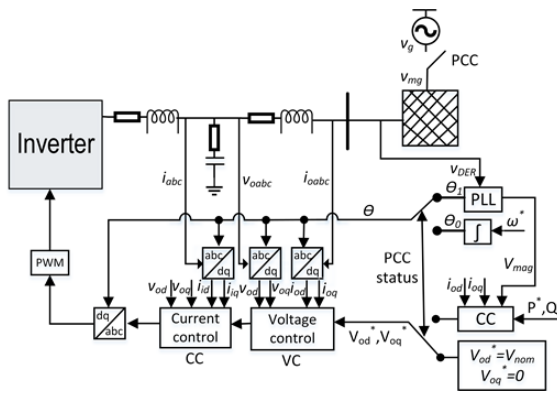 v_g
PCC
v_mg
Inverter
i_abc
v_oabc
i_oabc
v_DER
θ
Θ_1
PLL
Θ_0
∫
ω*
PWM
abc
dq
abc
dq
abc
dq
PCC
status
V_mag
v_od v_oq i_id i_iq v_od v_oq i_od i_oq
i_od i_oq
dq
abc
Current
control
CC
Voltage
control
VC
V_od*,V_oq*
CC
P*,Q
V_od*=V_nom
V_oq*=0